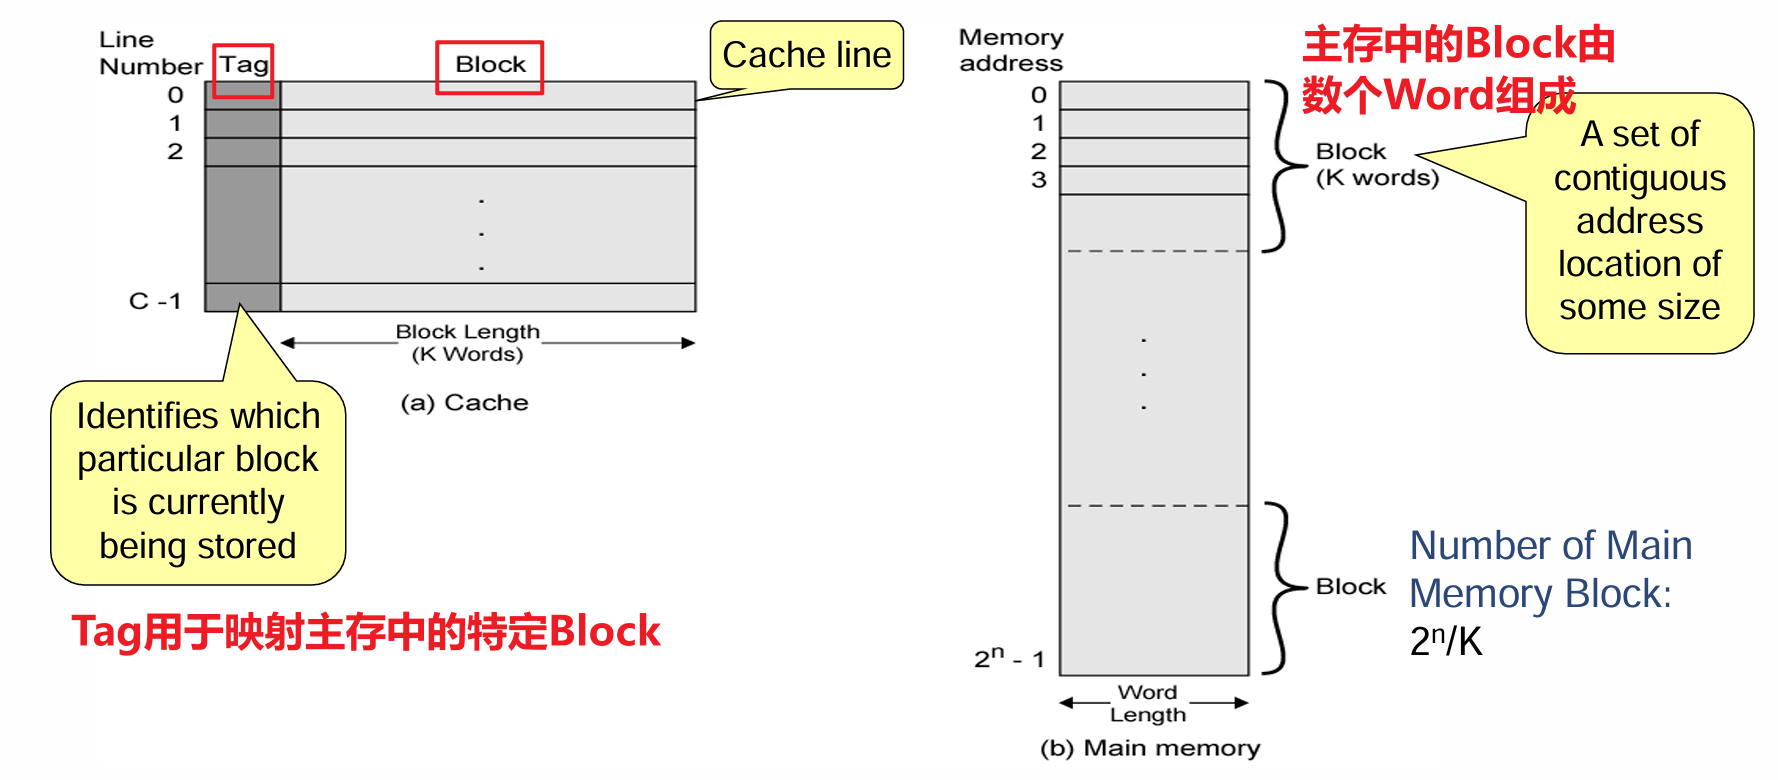 Line
Number
Tag
Block
Cache line
0
1
2
C -1
Block Length
(K Words)
(a) Cache
Identifies which
particular block
is currently
being stored
Tag用于映射主存中的特定Block
Memory
address
0
1
2
3
主存中的Block由
数个Word组成
Block
(K words)
A set of
contiguous
address
location of
some size
Block
Number of Main
Memory Block:
2ⁿ/K
2ⁿ - 1
Word
Length
(b) Main memory